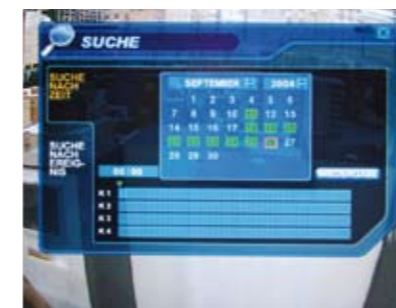 SUCHE
SUCHE
NACH
ZEIT
SEPTEMBER 2004
1 2 3 4 5 6
7 8 9 10 12 13
14 15 16 17
27
28 29 30
SUCHE
NACH
EREIG-
NIS
00:00
K1
K2
K3
K4